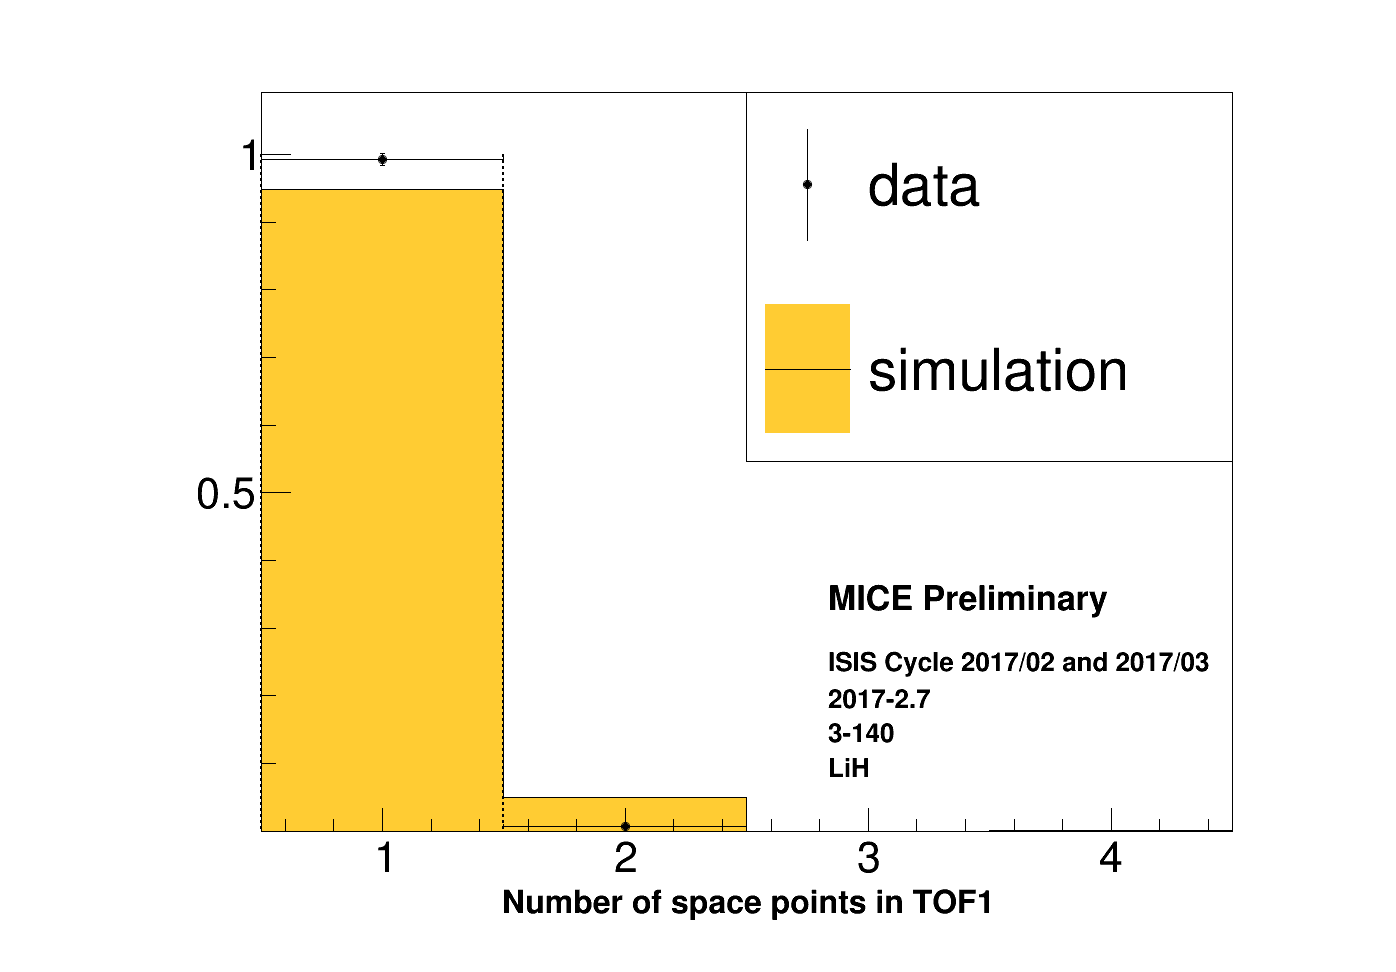 1
data
simulation
0.5
MICE Preliminary
ISIS Cycle 2017/02 and 2017/03
2017-2.7
3-140
LiH
1 2 3 4
Number of space points in TOF1